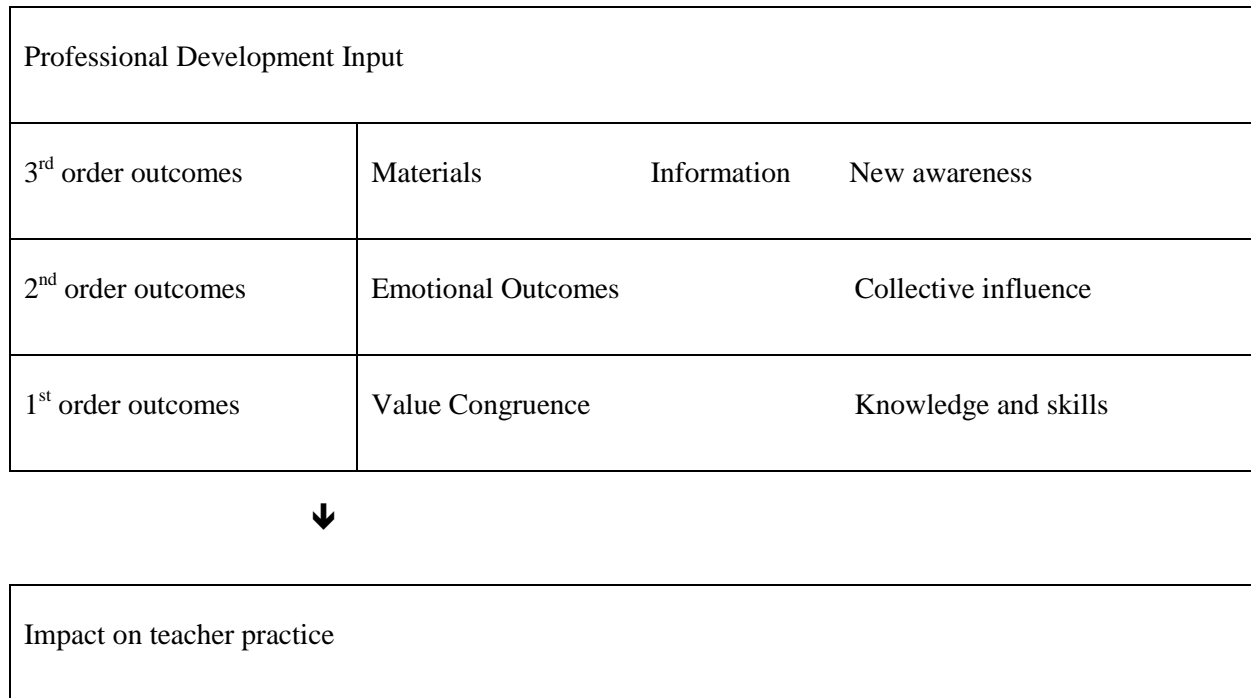 Professional Development Input
3rd order outcomes Materials Information New awareness
2nd order outcomes Emotional Outcomes Collective influence
1st order outcomes Value Congruence Knowledge and skills
Impact on teacher practice